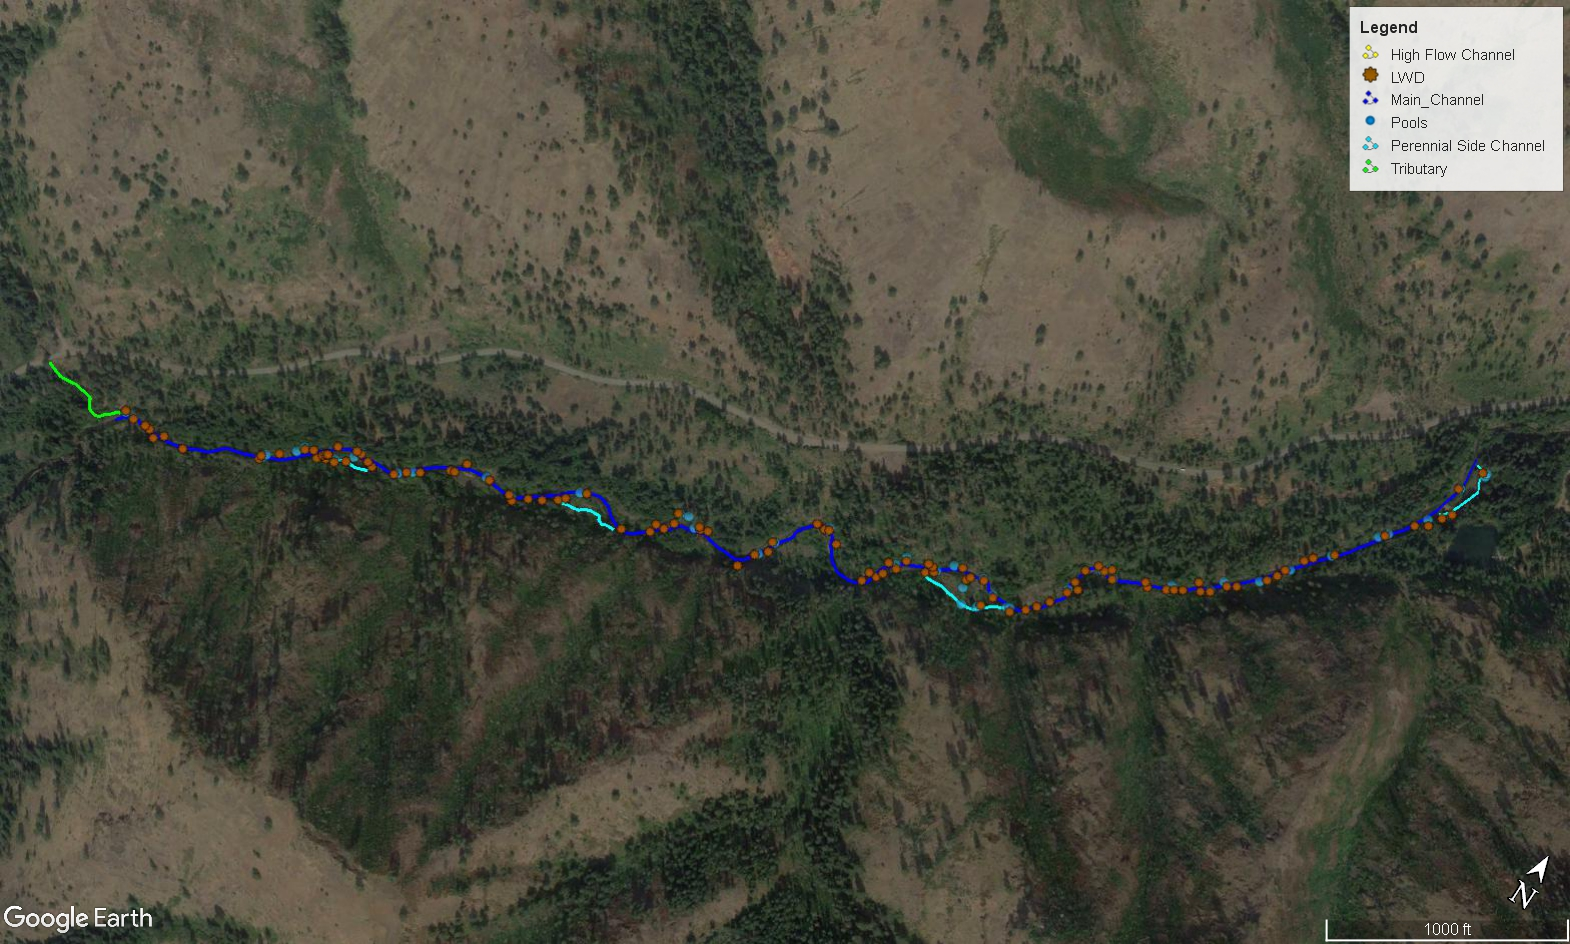 Legend
High Flow Channel
LWD
Main_Channel
Pools
Perennial Side Channel
Tributary
N
Google Earth
1000 ft